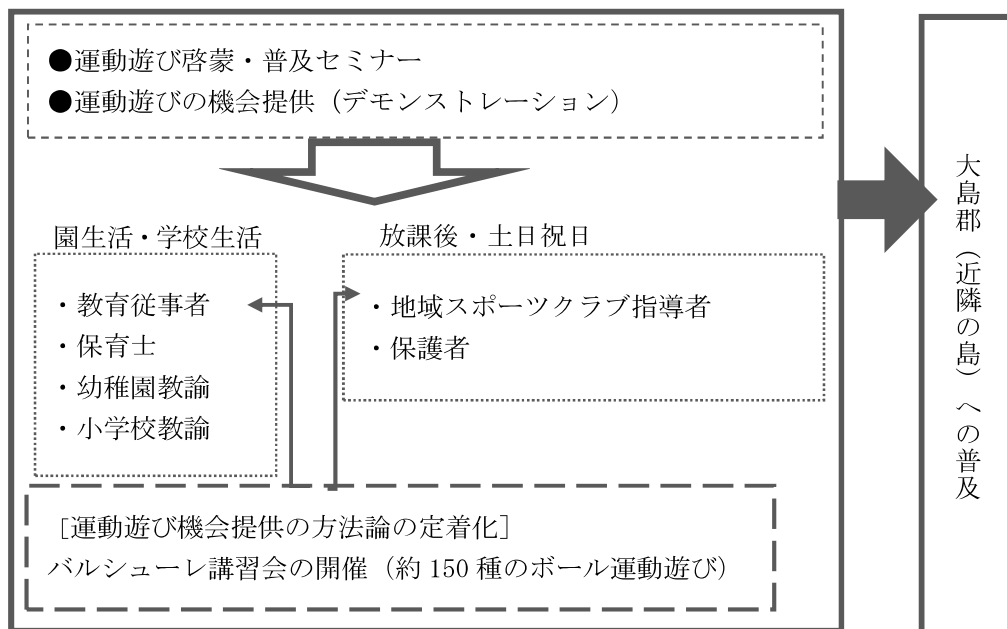 ●運動遊び啓蒙・普及セミナー
●運動遊びの機会提供（デモンストレーション）
園生活・学校生活
・教育従事者
・保育士
・幼稚園教諭
・小学校教諭
放課後・土日祝日
・地域スポーツクラブ指導者
・保護者
［運動遊び機会提供の方法論の定着化］
バルシューレ講習会の開催（約 150 種のボール運動遊び）
大島郡（近隣の島）への普及